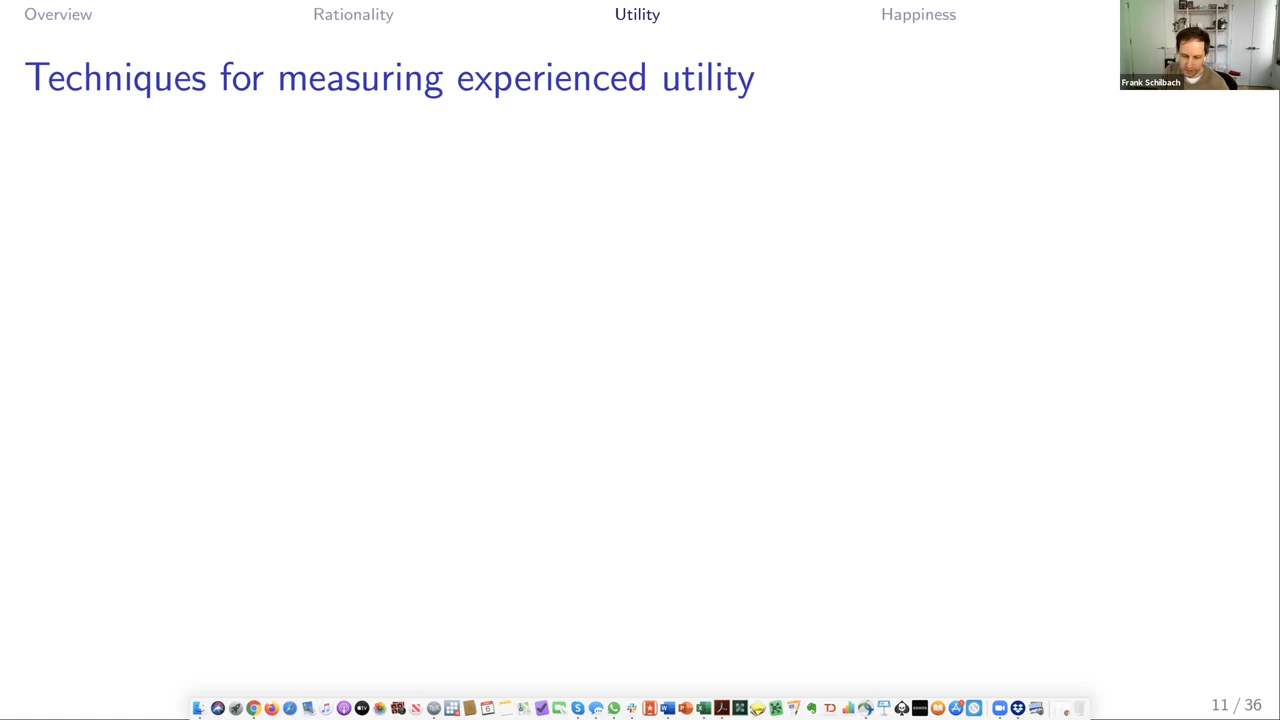 Overview Rationality Utility Happiness
Techniques for measuring experienced utility
Frank Schilbach
11 / 36